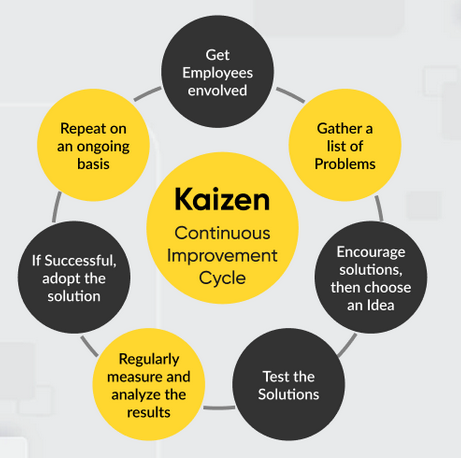 Get
Employees
envolved
Gather a
list of
Problems
Encourage
solutions,
then choose
an Idea
Test the
Solutions
Regularly
measure and
analyze the
results
If Successful,
adopt the
solution
Repeat on
an ongoing
basis
Kaizen
Continuous
Improvement
Cycle